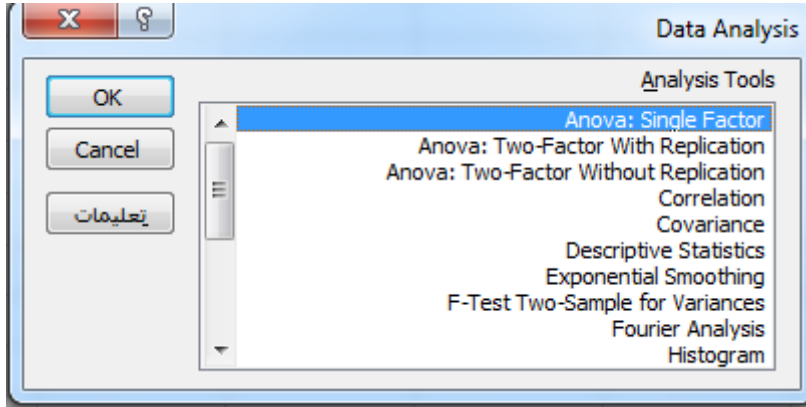 Data Analysis
Analysis Tools
Anova: Single Factor
Anova: Two-Factor With Replication
Anova: Two-Factor Without Replication
Correlation
Covariance
Descriptive Statistics
Exponential Smoothing
F-Test Two-Sample for Variances
Fourier Analysis
Histogram
OK
Cancel
تعليمات